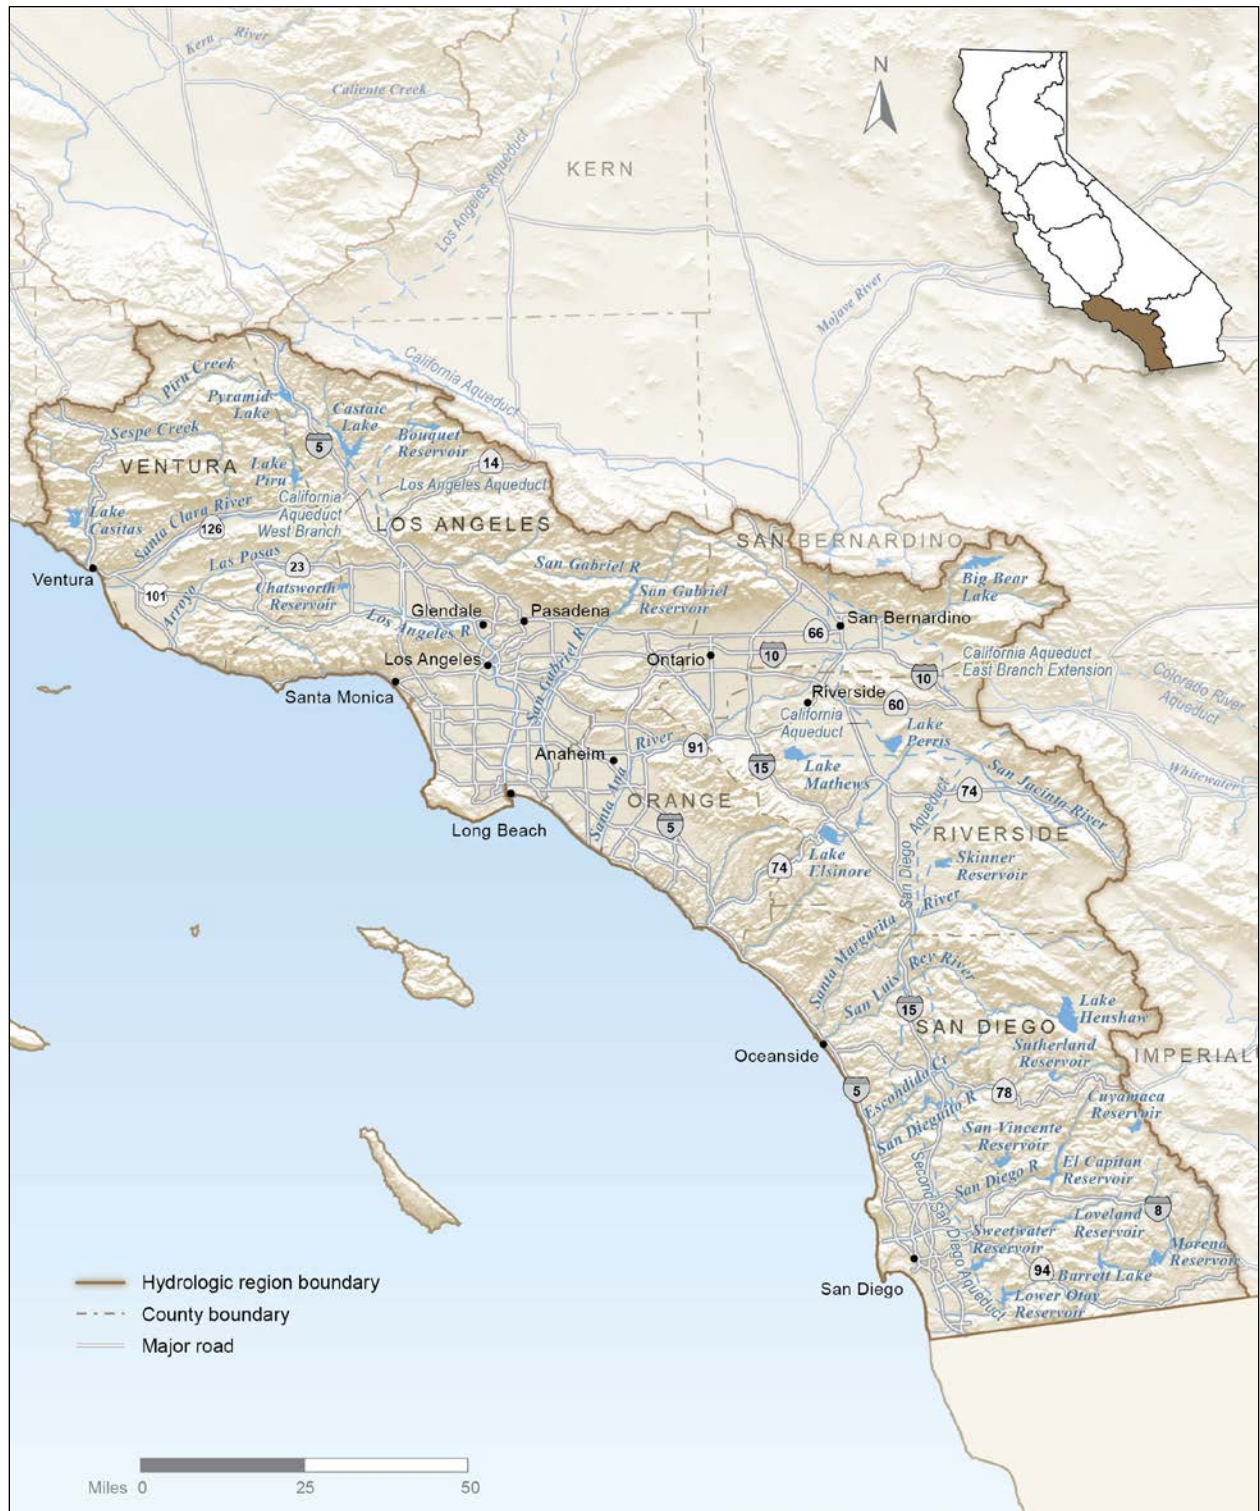 Kern River
Caliente Creek
N
KERN
Los Angeles Aqueduct
Mojave River
California Aqueduct
Piru Creek
Pyramid
Lake
Castaic
Lake
Sespe Creek
5
Bouquet
Reservoir
VENTURA
Lake
Piru
14
Los Angeles Aqueduct
California
Aqueduct
West Branch
Lake
Casitas
Santa Clara River
126
LOS ANGELES
SAN BERNARDINO
Las Posas
Arroyo
23
San Gabriel R
Big Bear
Lake
Ventura
101
Chatsworth
Reservoir
San Gabriel
Reservoir
Glendale
Pasadena
San Bernardino
Los Angeles R
66
Los Angeles
San Gabriel R
Ontario
10
California Aqueduct
East Branch Extension
10
Santa Monica
Riverside
60
Colorado River
Aqueduct
California
Aqueduct
Lake
Perris
Anaheim
Santa Ana River
91
Lake
Mathews
15
San Jacinto River
Whitewater
74
Long Beach
ORANGE
5
San Diego Aqueduct
RIVERSIDE
Lake
Elsinore
74
Skinner
Reservoir
Santa Margarita River
San Luis Rey River
15
SAN DIEGO
Lake
Henshaw
Oceanside
Sutherland
Reservoir
IMPERIAL
5
Escondido Cr
78
Cuyamaca
Reservoir
San Dieguito R
San Vincente
Reservoir
El Capitan
Reservoir
Second San Diego Aqueduct
San Diego R
Loveland
Reservoir
8
Sweetwater
Reservoir
Morena
Reservoir
94
Barrett Lake
San Diego
Lower Otay
Reservoir
Hydrologic region boundary
County boundary
Major road
Miles 0 25 50